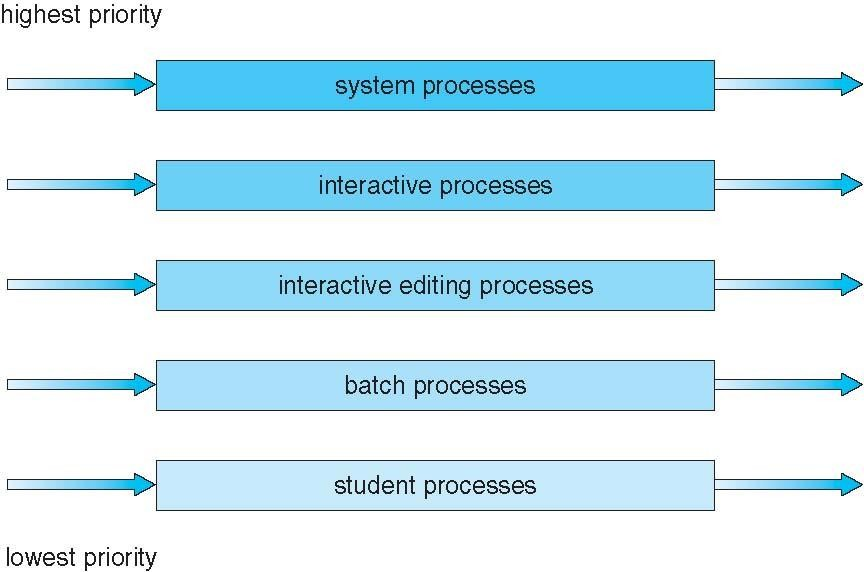 highest priority
system processes
interactive processes
interactive editing processes
batch processes
student processes
lowest priority